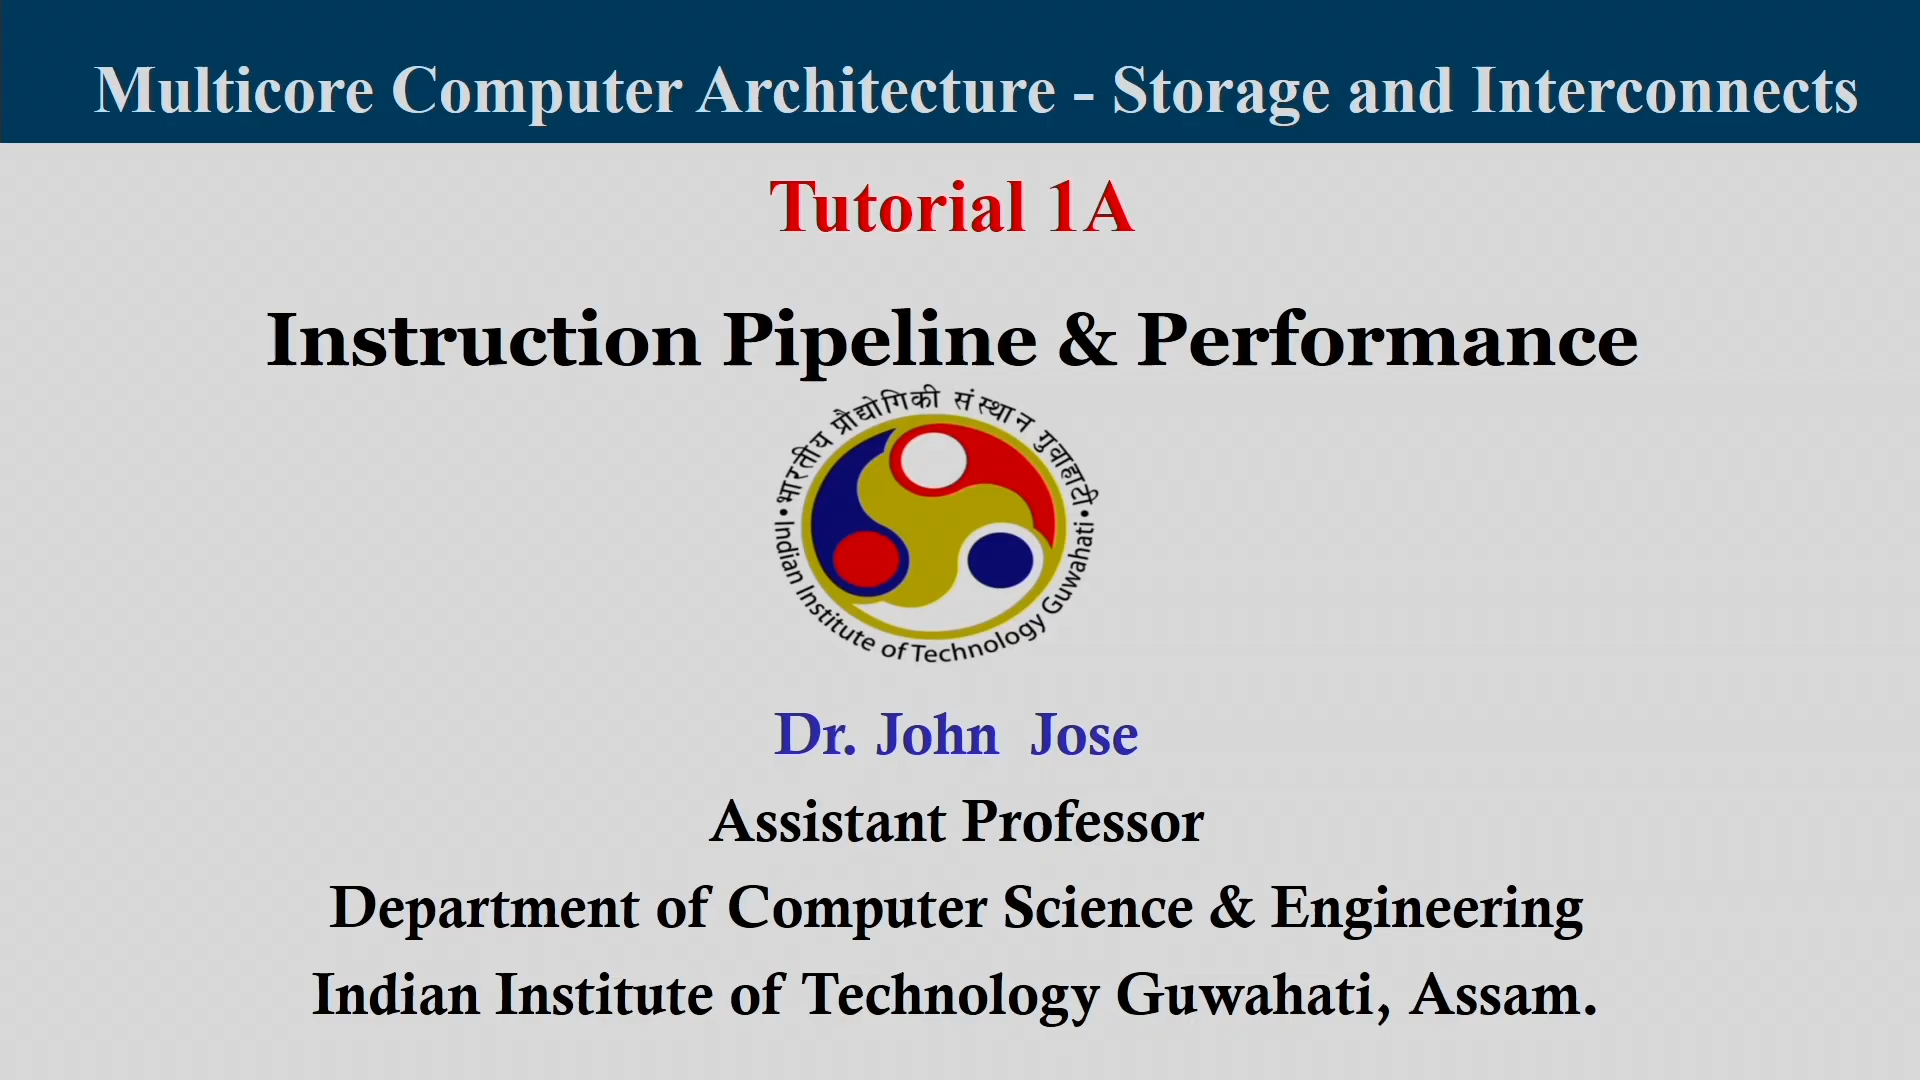 Multicore Computer Architecture - Storage and Interconnects
Tutorial 1A
Instruction Pipeline & Performance
भारतीय प्रौद्योगिकी संस्थान गुवाहाटी
Indian Institute of Technology Guwahati
Dr. John Jose
Assistant Professor
Department of Computer Science & Engineering
Indian Institute of Technology Guwahati, Assam.